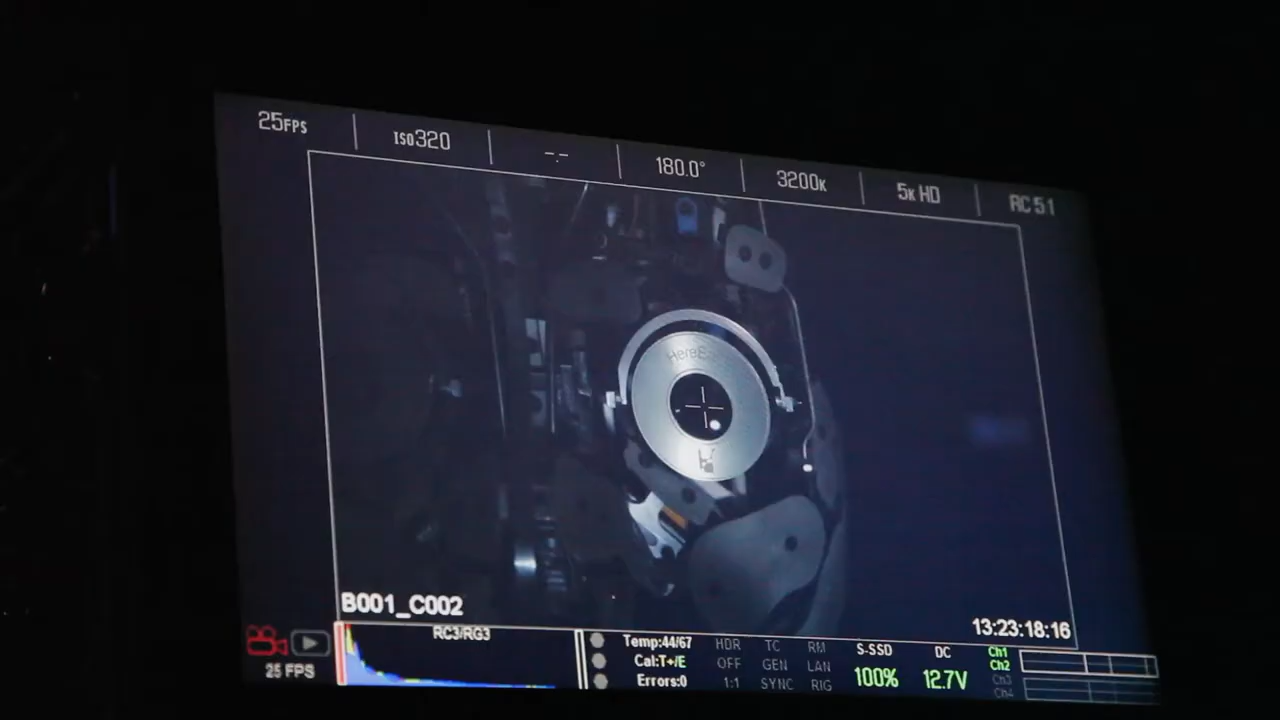 25FPS
ISO320
-.-
180.0°
3200K
5K HD
RC 5:1
B001_C002
13:23:18:16
25 FPS
RC3/RG3
Temp:44/67
Cal:T+/E
Errors:0
HDR
OFF
1:1
TC
GEN
SYNC
RM
LAN
RIG
S-SSD
100%
DC
12.7V
Ch1
Ch2
Ch3
Ch4